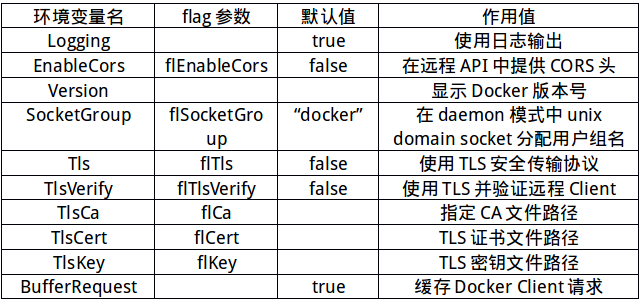 环境变量名 flag 参数 默认值 作用值
Logging true 使用日志输出
EnableCors flEnableCors false 在远程 API 中提供 CORS 头
Version 显示 Docker 版本号
SocketGroup flSocketGro “docker” 在 daemon 模式中 unix
up domain socket 分配用户组名
Tls flTls false 使用 TLS 安全传输协议
TlsVerify flTlsVerify false 使用 TLS 并验证远程 Client
TlsCa flCa 指定 CA 文件路径
TlsCert flCert TLS 证书文件路径
TlsKey flKey TLS 密钥文件路径
BufferRequest true 缓存 Docker Client 请求